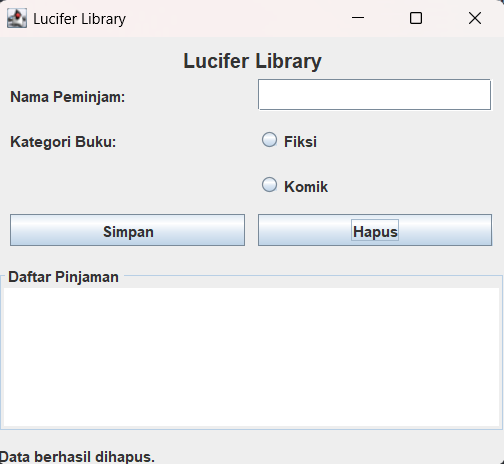 Lucifer Library
Lucifer Library
Nama Peminjam:
Kategori Buku:
Fiksi
Komik
Simpan
Hapus
Daftar Pinjaman
Data berhasil dihapus.